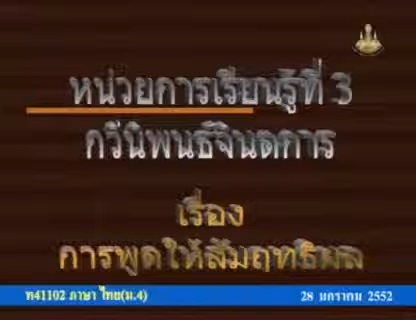 หน่วยการเรียนรู้ที่ 3
กวีนิพนธ์จินตการ
เรื่อง
การพูดให้สัมฤทธิผล
ท41102 ภาษา ไทย(ม.4) 28 มกราคม 2552